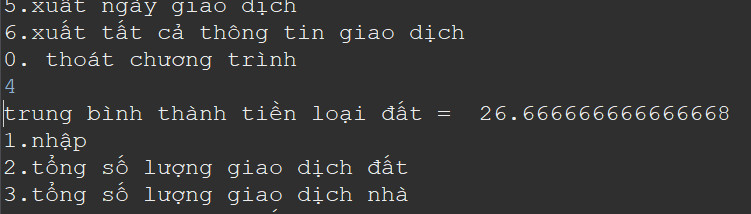 5.xuất ngày giao dịch
6.xuất tất cả thông tin giao dịch
0. thoát chương trình
4
trung bình thành tiền loại đất =  26.666666666666668
1.nhập
2.tổng số lượng giao dịch đất
3.tổng số lượng giao dịch nhà